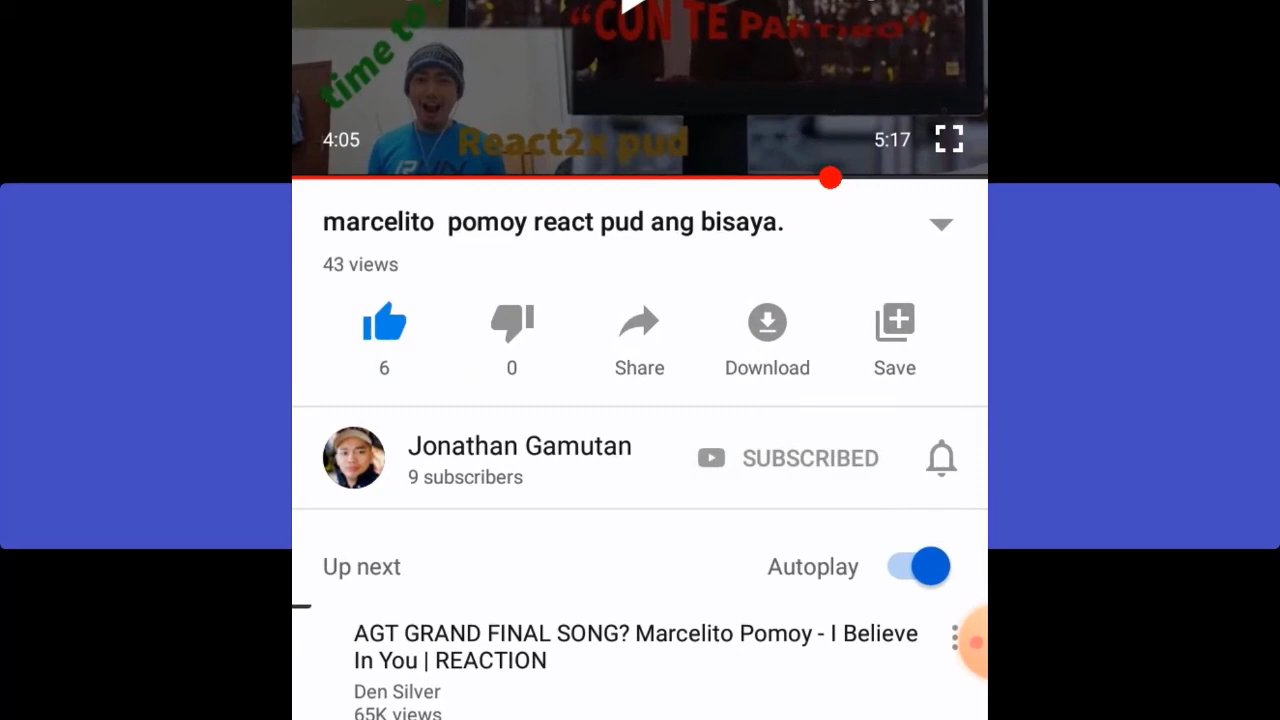 time to
"CON TE PARTIRO"
4:05
React2x pud
5:17
marcelito pomoy react pud ang bisaya.
43 views
6
0
Share
Download
Save
Jonathan Gamutan
SUBSCRIBED
9 subscribers
Up next
Autoplay
AGT GRAND FINAL SONG? Marcelito Pomoy - I Believe
In You | REACTION
Den Silver
65K views